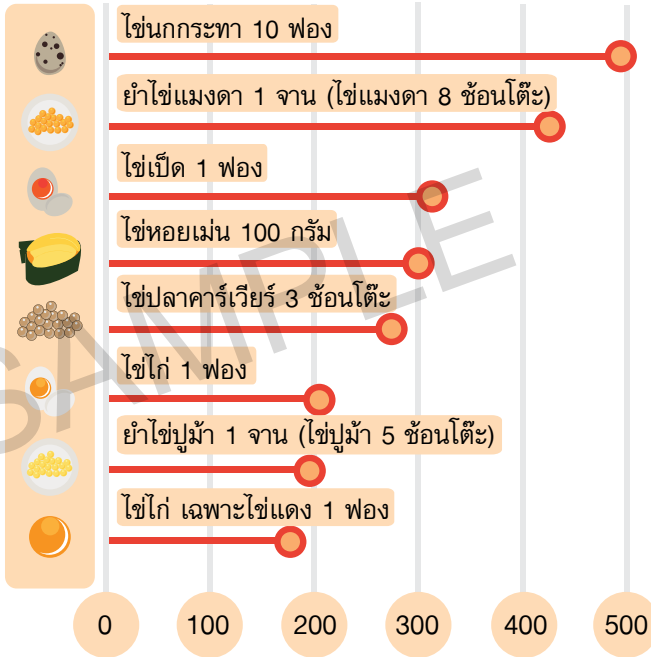 ไข่นกกระทา 10 ฟอง
ยำไข่แมงดา 1 จาน (ไข่แมงดา 8 ช้อนโต๊ะ)
ไข่เป็ด 1 ฟอง
ไข่หอยเม่น 100 กรัม
ไข่ปลาคาร์เวียร์ 3 ช้อนโต๊ะ
ไข่ไก่ 1 ฟอง
ยำไข่ปูม้า 1 จาน (ไข่ปูม้า 5 ช้อนโต๊ะ)
ไข่ไก่ เฉพาะไข่แดง 1 ฟอง
0 100 200 300 400 500
SAMPLE